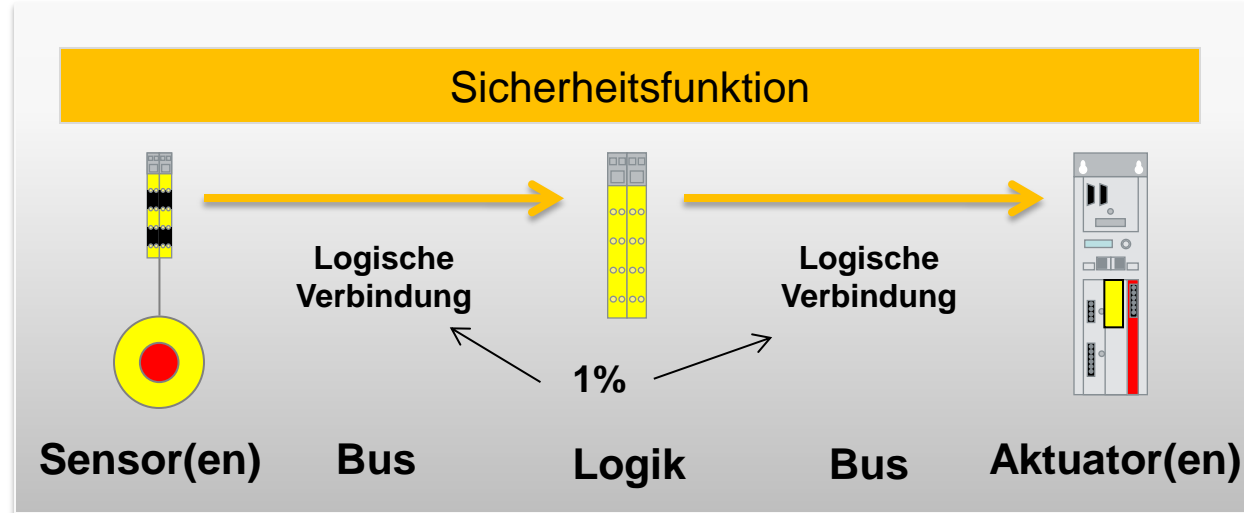 Sicherheitsfunktion
Logische
Verbindung
Logische
Verbindung
1%
Sensor(en)
Bus
Logik
Bus
Aktuator(en)